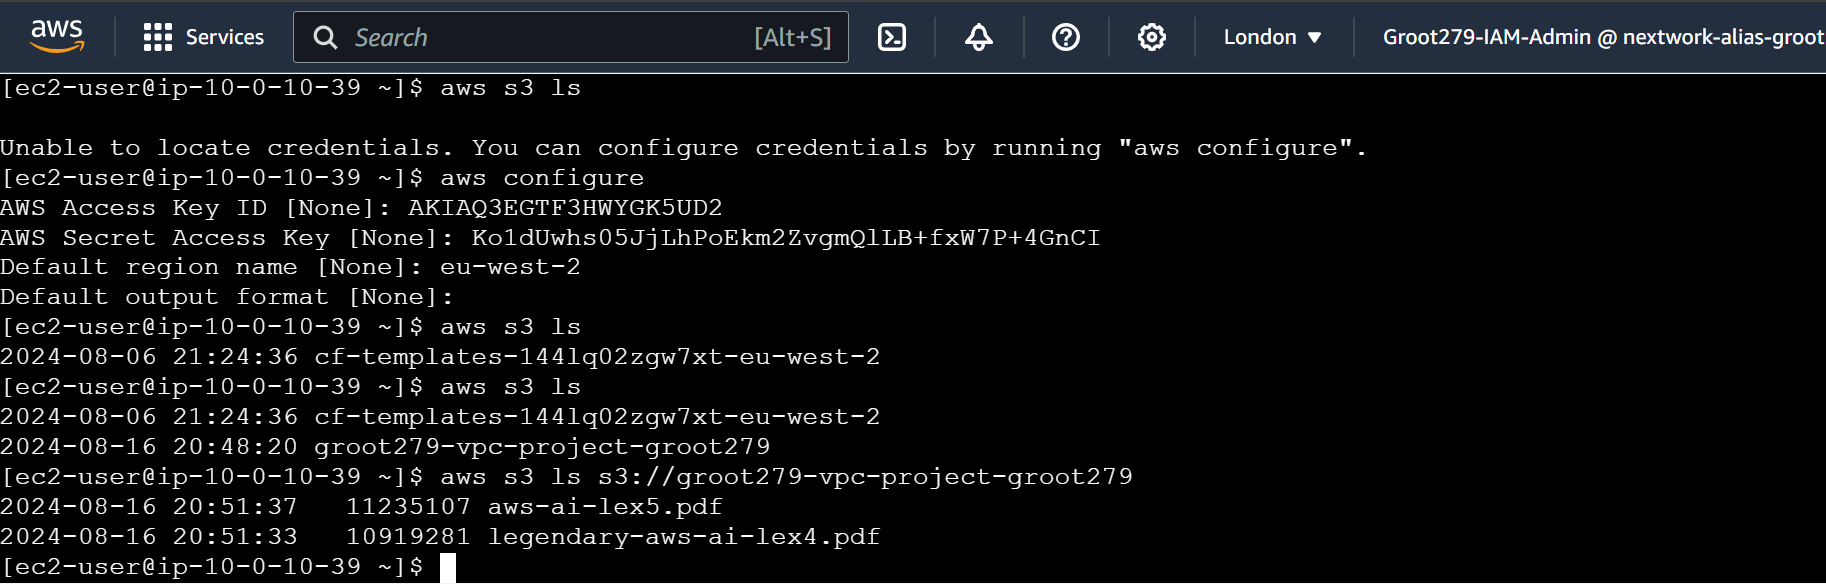 aws
Services
Search
[Alt+S]
London
Groot279-IAM-Admin @ nextwork-alias-groot
[ec2-user@ip-10-0-10-39 ~]$ aws s3 ls
Unable to locate credentials. You can configure credentials by running "aws configure".
[ec2-user@ip-10-0-10-39 ~]$ aws configure
AWS Access Key ID [None]: AKIAQ3EGTF3HWYGK5UD2
AWS Secret Access Key [None]: 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
Default region name [None]: eu-west-2
Default output format [None]:
[ec2-user@ip-10-0-10-39 ~]$ aws s3 ls
2024-08-06 21:24:36 cf-templates-144lq02zgw7xt-eu-west-2
[ec2-user@ip-10-0-10-39 ~]$ aws s3 ls
2024-08-06 21:24:36 cf-templates-144lq02zgw7xt-eu-west-2
2024-08-16 20:48:20 groot279-vpc-project-groot279
[ec2-user@ip-10-0-10-39 ~]$ aws s3 ls s3://groot279-vpc-project-groot279
2024-08-16 20:51:37   11235107 aws-ai-lex5.pdf
2024-08-16 20:51:33   10919281 legendary-aws-ai-lex4.pdf
[ec2-user@ip-10-0-10-39 ~]$